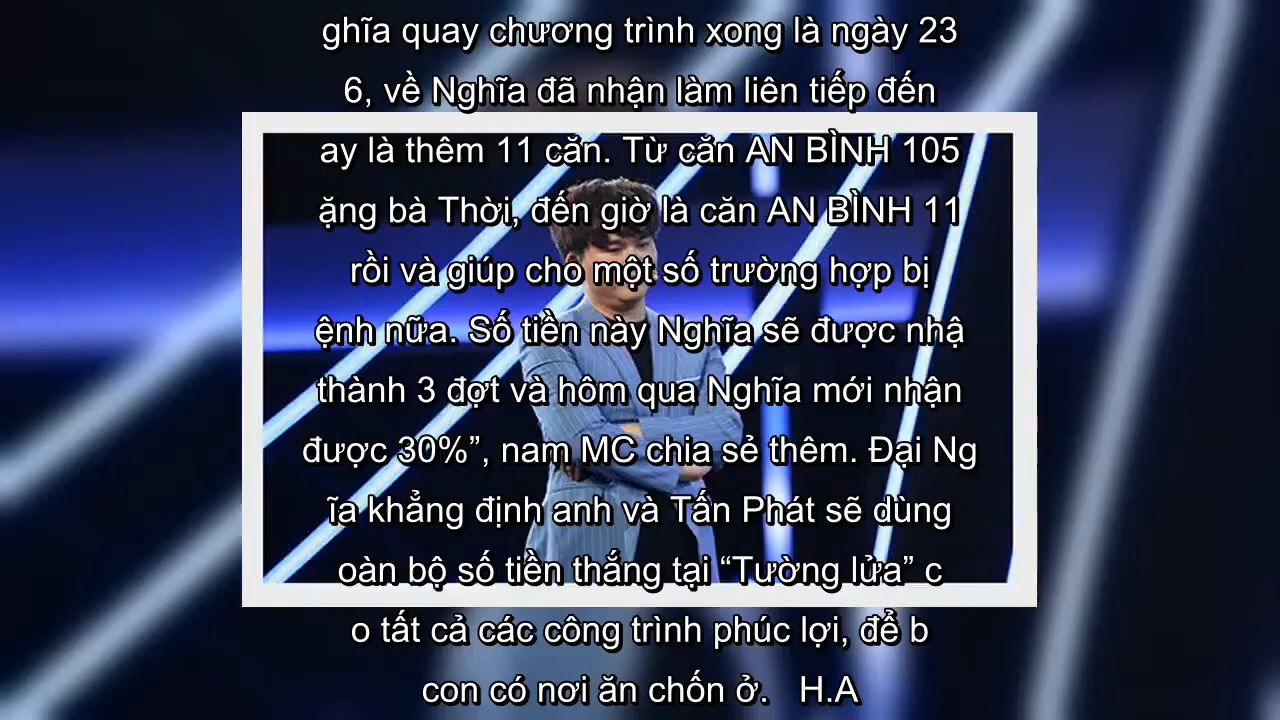 ghĩa quay chương trình xong là ngày 23
6, về Nghĩa đã nhận làm liên tiếp đến
ay là thêm 11 căn. Từ căn AN BÌNH 105
ặng bà Thời, đến giờ là căn AN BÌNH 11
rồi và giúp cho một số trường hợp bị
ệnh nữa. Số tiền này Nghĩa sẽ được nhậ
thành 3 đợt và hôm qua Nghĩa mới nhận
được 30%”, nam MC chia sẻ thêm. Đại Ng
ĩa khẳng định anh và Tấn Phát sẽ dùng
oàn bộ số tiền thắng tại “Tường lửa” c
o tất cả các công trình phúc lợi, để b
con có nơi ăn chốn ở. H.A